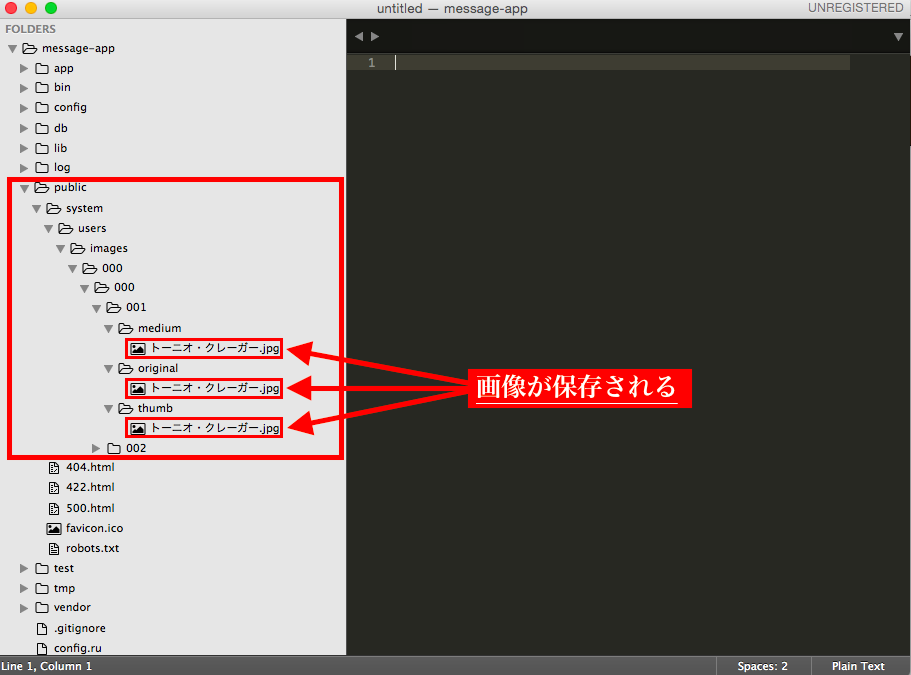 untitled — message-app
UNREGISTERED
FOLDERS
message-app
app
bin
config
db
lib
log
public
system
users
images
000
000
001
medium
トーニオ・クレーガー.jpg
original
トーニオ・クレーガー.jpg
thumb
トーニオ・クレーガー.jpg
002
404.html
422.html
500.html
favicon.ico
robots.txt
test
tmp
vendor
.gitignore
config.ru
1
画像が保存される
Line 1, Column 1
Spaces: 2
Plain Text